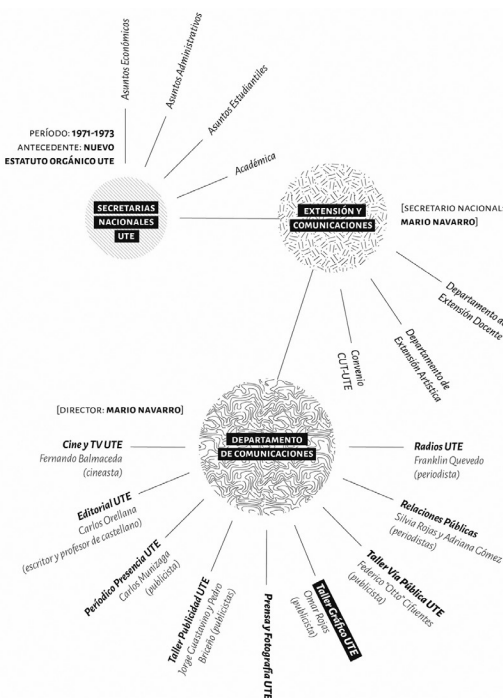 Asuntos Económicos
Asuntos Administrativos
Asuntos Estudiantiles
Académica
PERÍODO: 1971-1973
ANTECEDENTE: NUEVO
ESTATUTO ORGÁNICO UTE
SECRETARIAS
NACIONALES
UTE
EXTENSIÓN Y
COMUNICACIONES
[SECRETARIO NACIONAL:
MARIO NAVARRO]
Departamento de
Extensión Docente
Departamento de
Extensión Artística
Convenio
CUT-UTE
[DIRECTOR: MARIO NAVARRO]
DEPARTAMENTO
DE COMUNICACIONES
Cine y TV UTE
Fernando Balmaceda
(cineasta)
Editorial UTE
Carlos Orellana
(escritor y profesor de castellano)
Periódico Presencia UTE
Carlos Munizaga
(publicista)
Taller Publicidad UTE
Jorge Guastavino y Pedro
Briceño (publicistas)
Prensa y Fotografía UTE
Taller Gráfico UTE
Omar Rojas
(publicista)
Taller Vía Pública UTE
Federico "Otto" Cifuentes
(publicista)
Relaciones Públicas
Silvia Rojas y Adriana Gómez
(periodistas)
Radios UTE
Franklin Quevedo
(periodista)